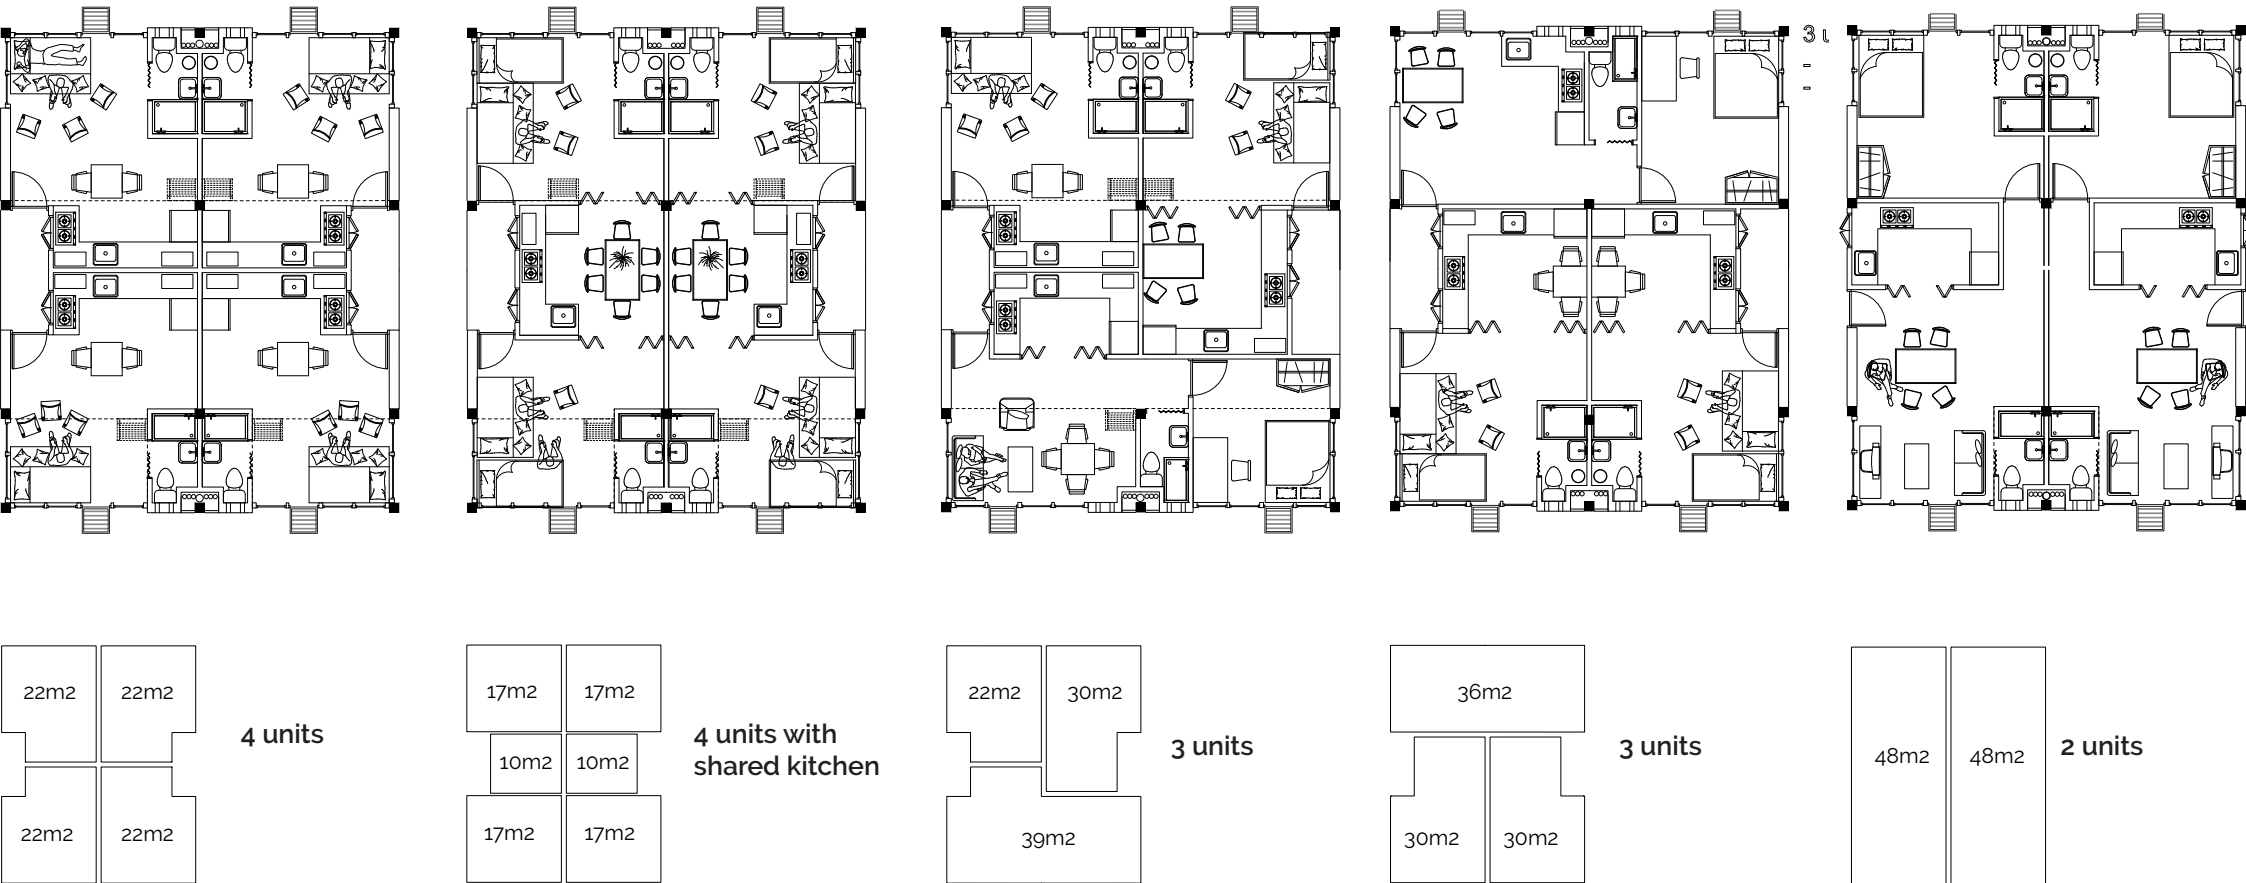 3
22m2 22m2
22m2 22m2
4 units
17m2 17m2
10m2 10m2
17m2 17m2
4 units with
shared kitchen
22m2 30m2
39m2
3 units
36m2
30m2 30m2
3 units
48m2 48m2
2 units